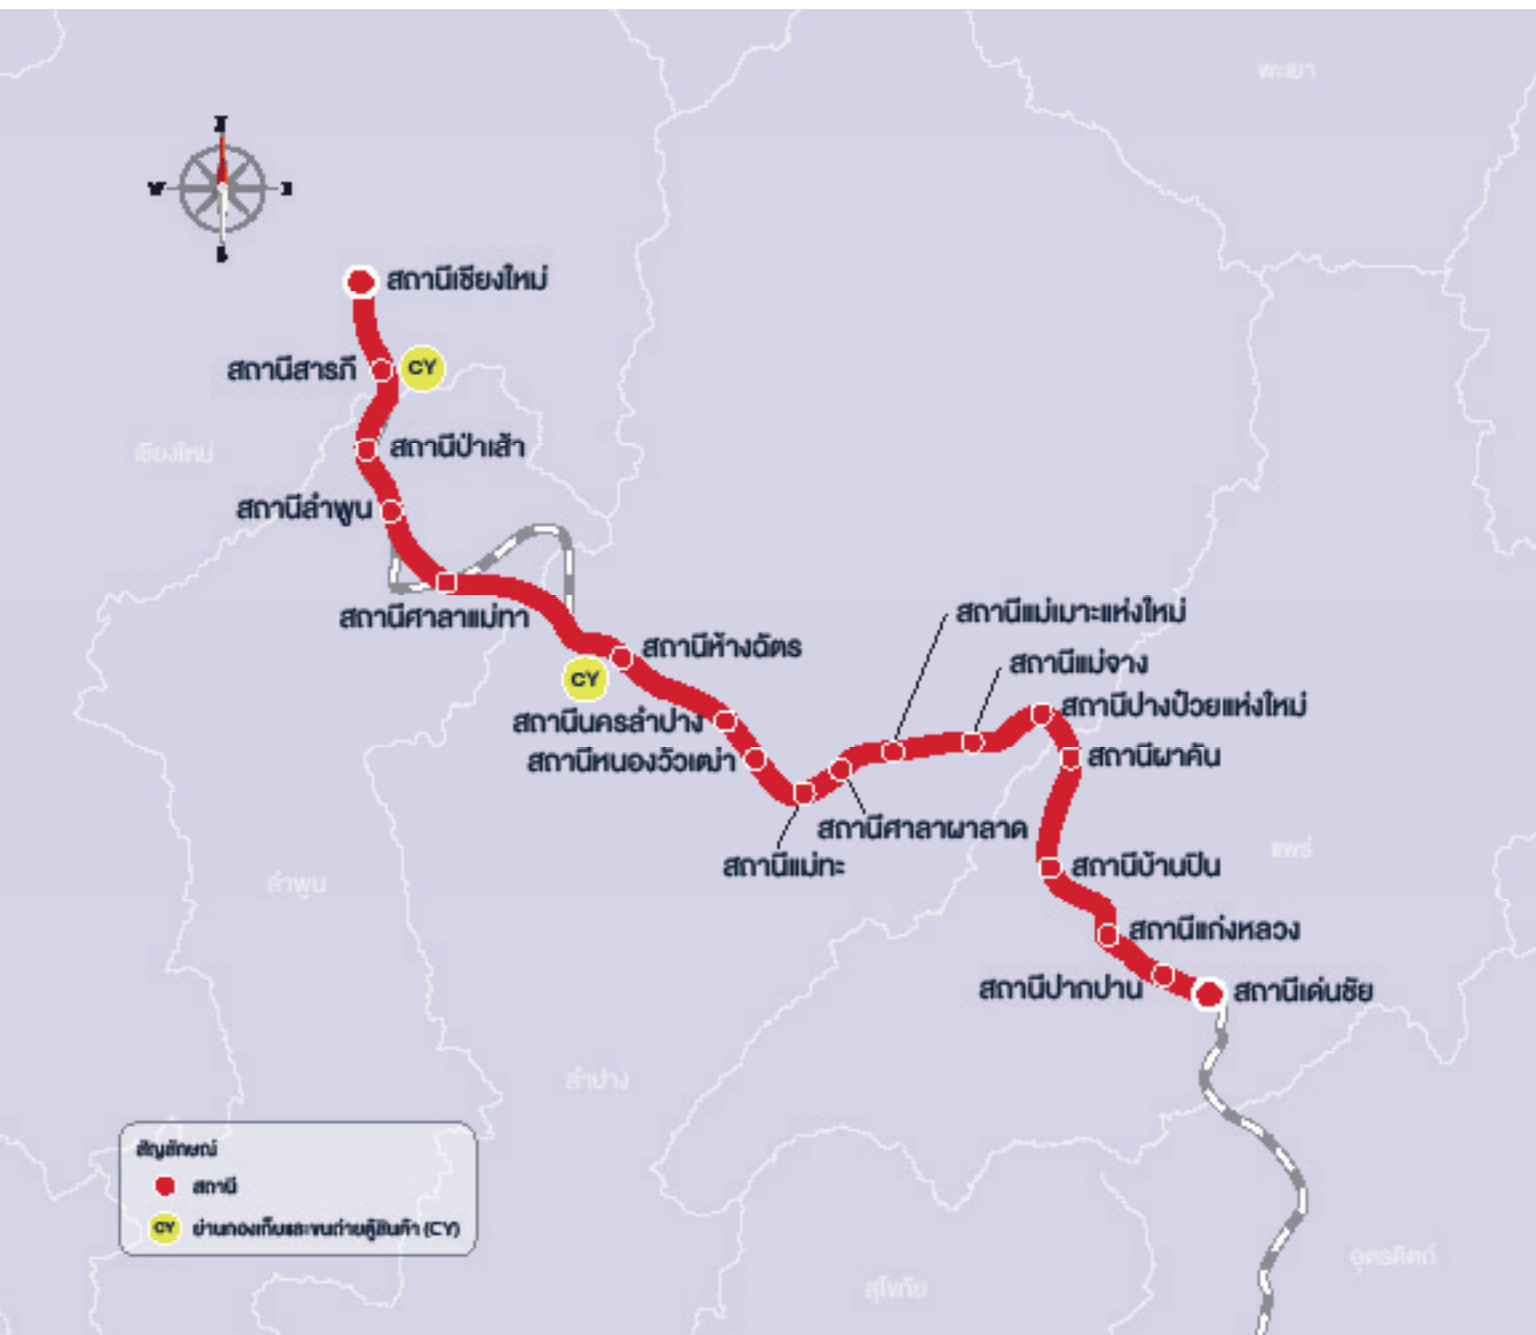 พะเยา
W
สถานีเชียงใหม่
สถานีสารภี
CY
สถานีป่าเส้า
เชียงใหม่
สถานีลำพูน
สถานีศาลาแม่ทา
สถานีแม่เมาะแห่งใหม่
สถานีห้างฉัตร
สถานีแม่จาง
CY
สถานีปางป๋วยแห่งใหม่
สถานีนครลำปาง
สถานีผาคัน
สถานีหนองวัวเฒ่า
สถานีศาลาผาลาด
แพร่
สถานีแม่ทะ
สถานีบ้านปิน
ลำพูน
สถานีแก่งหลวง
สถานีปากปาน
สถานีเด่นชัย
ลำปาง
สัญลักษณ์
สถานี
CY
ย่านกองเก็บและขนถ่ายตู้สินค้า (CY)
อุตรดิตถ์
สุโขทัย